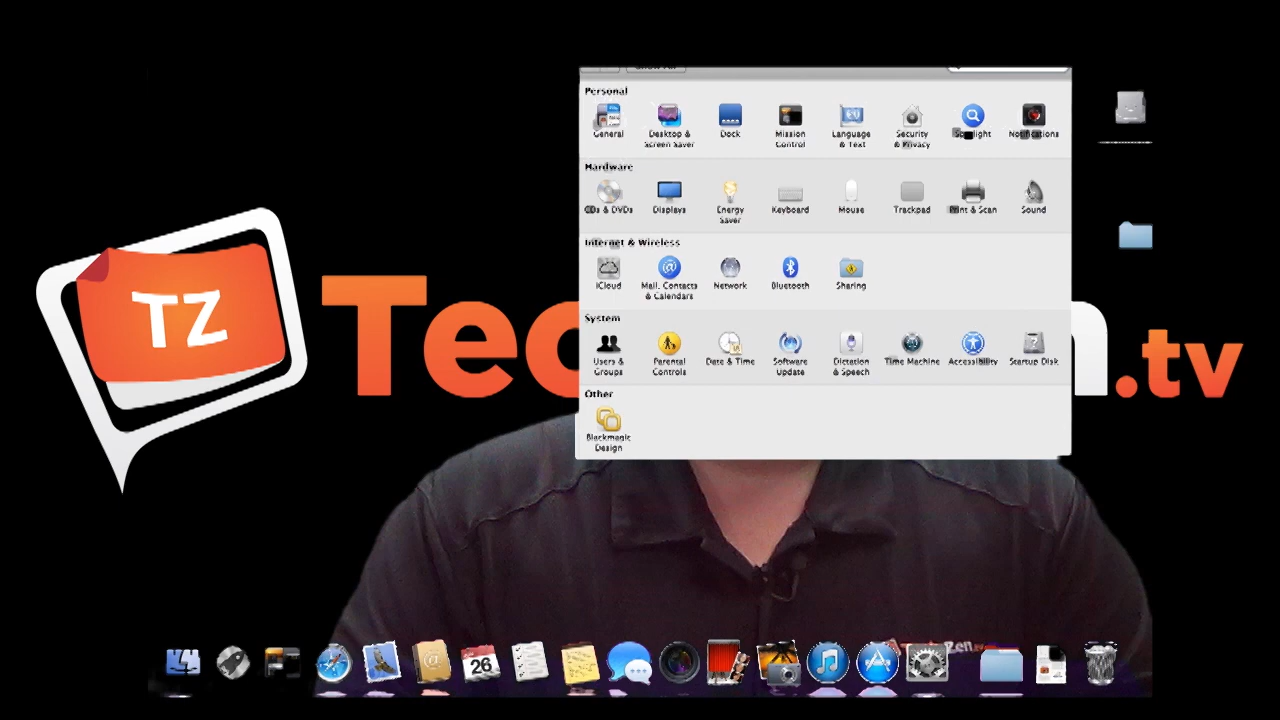 Personal
General
Desktop &
Screen Saver
Dock
Mission
Control
Language
& Text
Security
& Privacy
Spotlight
Notifications
Hardware
CDs & DVDs
Displays
Energy
Saver
Keyboard
Mouse
Trackpad
Print & Scan
Sound
Internet & Wireless
iCloud
Mail, Contacts
& Calendars
Network
Bluetooth
Sharing
System
Users &
Groups
Parental
Controls
Date & Time
Software
Update
Dictation
& Speech
Time Machine
Accessibility
Startup Disk
Other
Blackmagic
Design
TZ
Tec
n.tv
26
TechZen